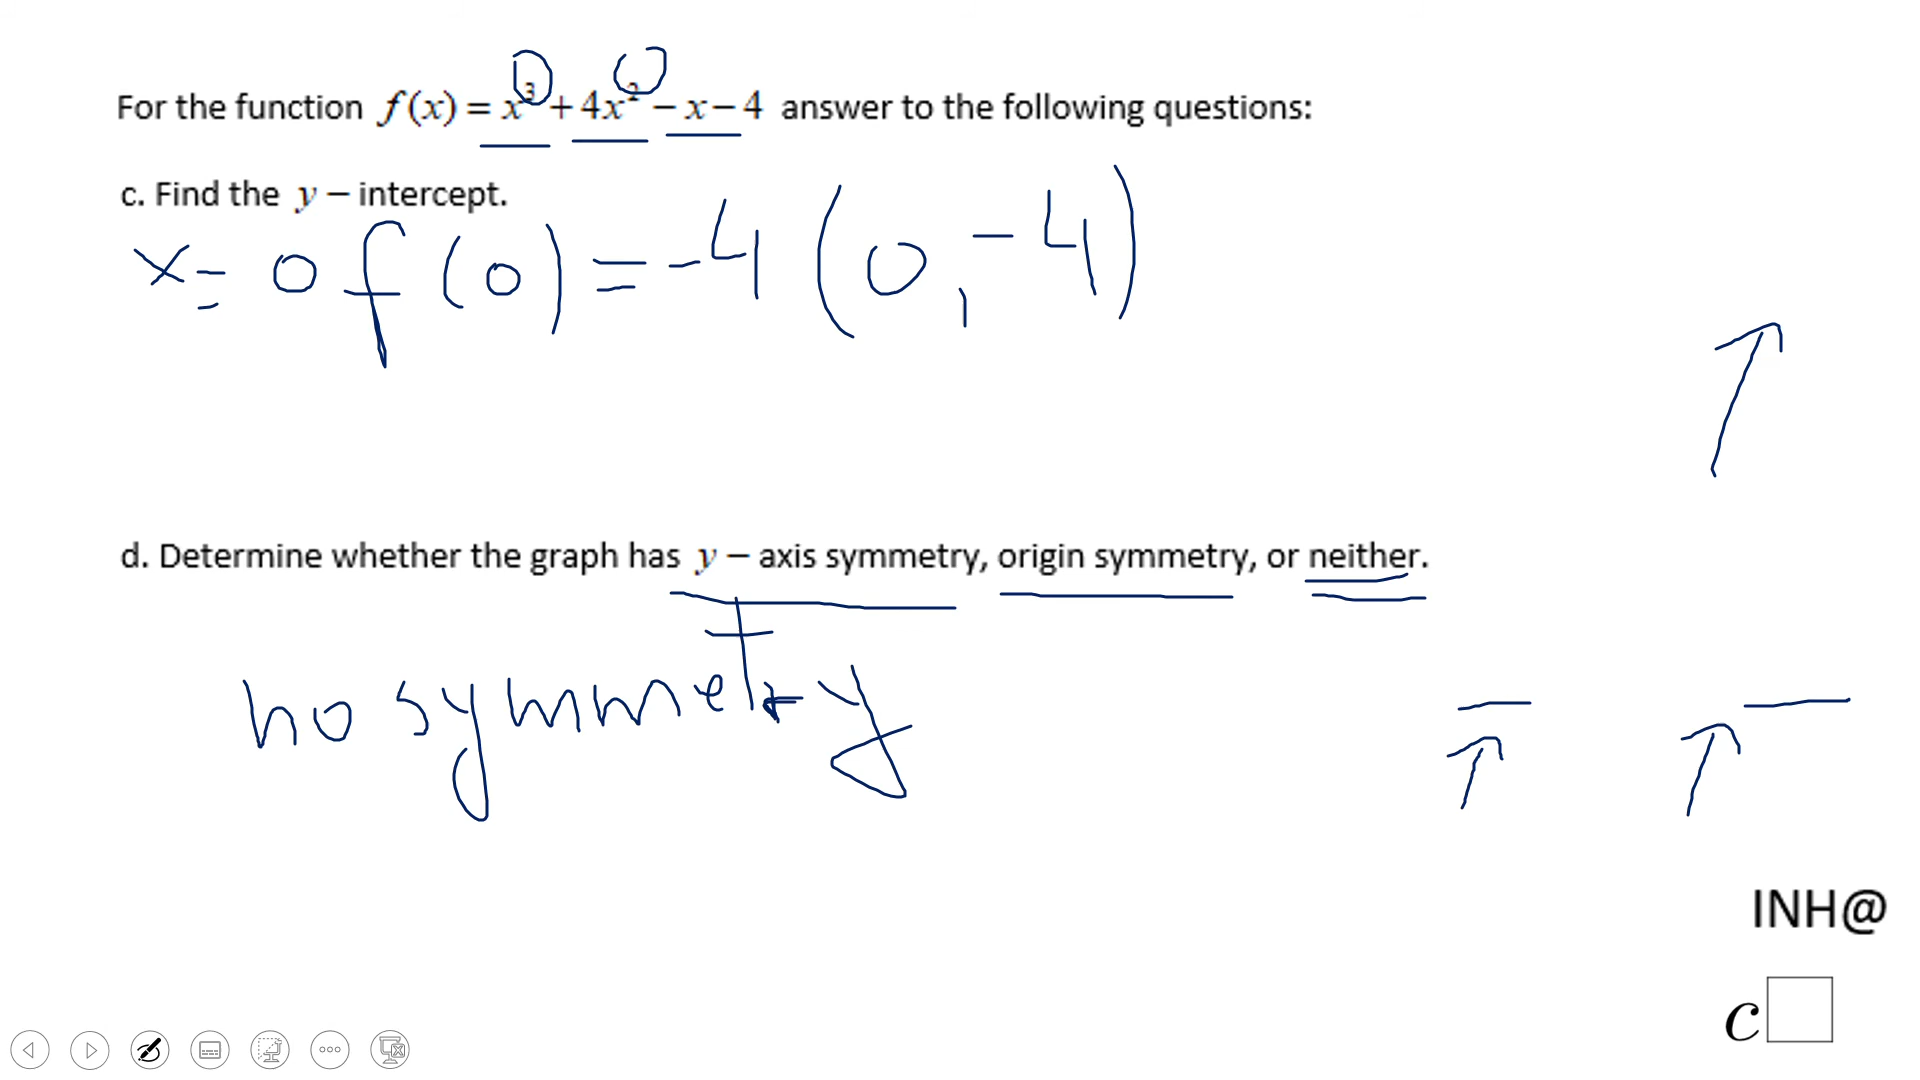 For the function f(x) = x³ + 4x² − x − 4 answer to the following questions:
c. Find the y − intercept.
x = 0 f(0) = -4 (0, -4)
d. Determine whether the graph has y − axis symmetry, origin symmetry, or neither.
no symmetry
INH@
C